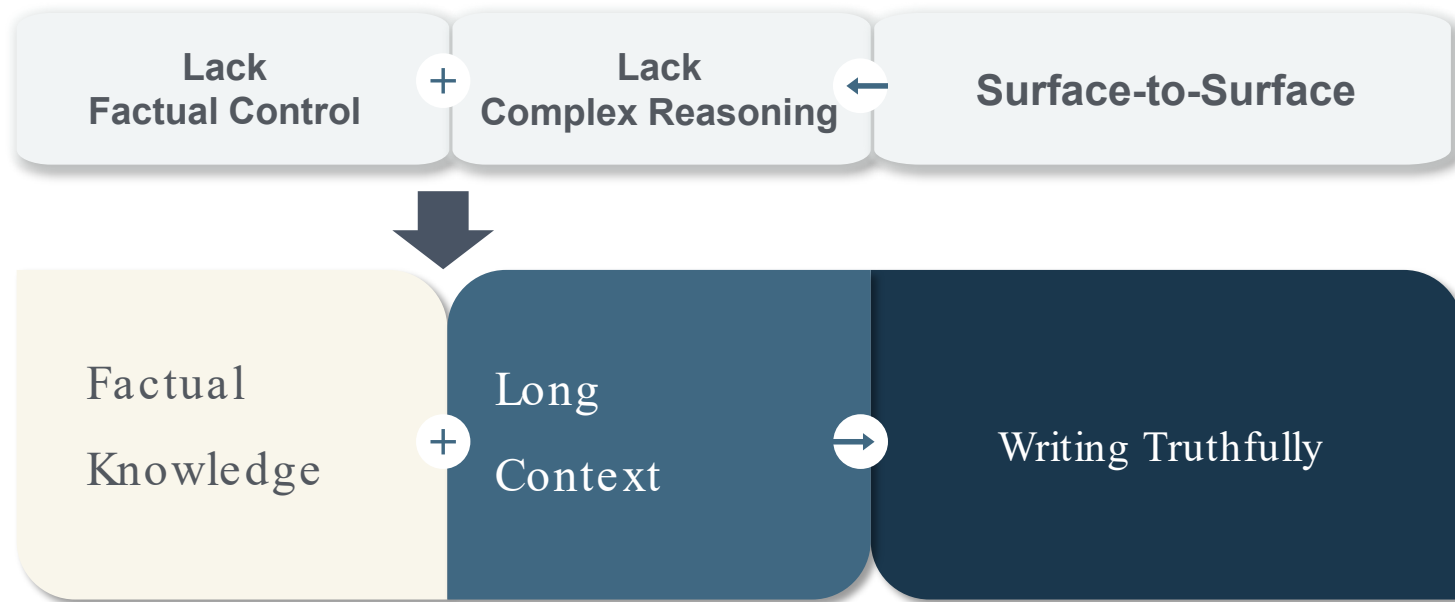 Lack
Factual Control
+
Lack
Complex Reasoning
Surface-to-Surface
Factual
Knowledge
+
Long
Context
Writing Truthfully